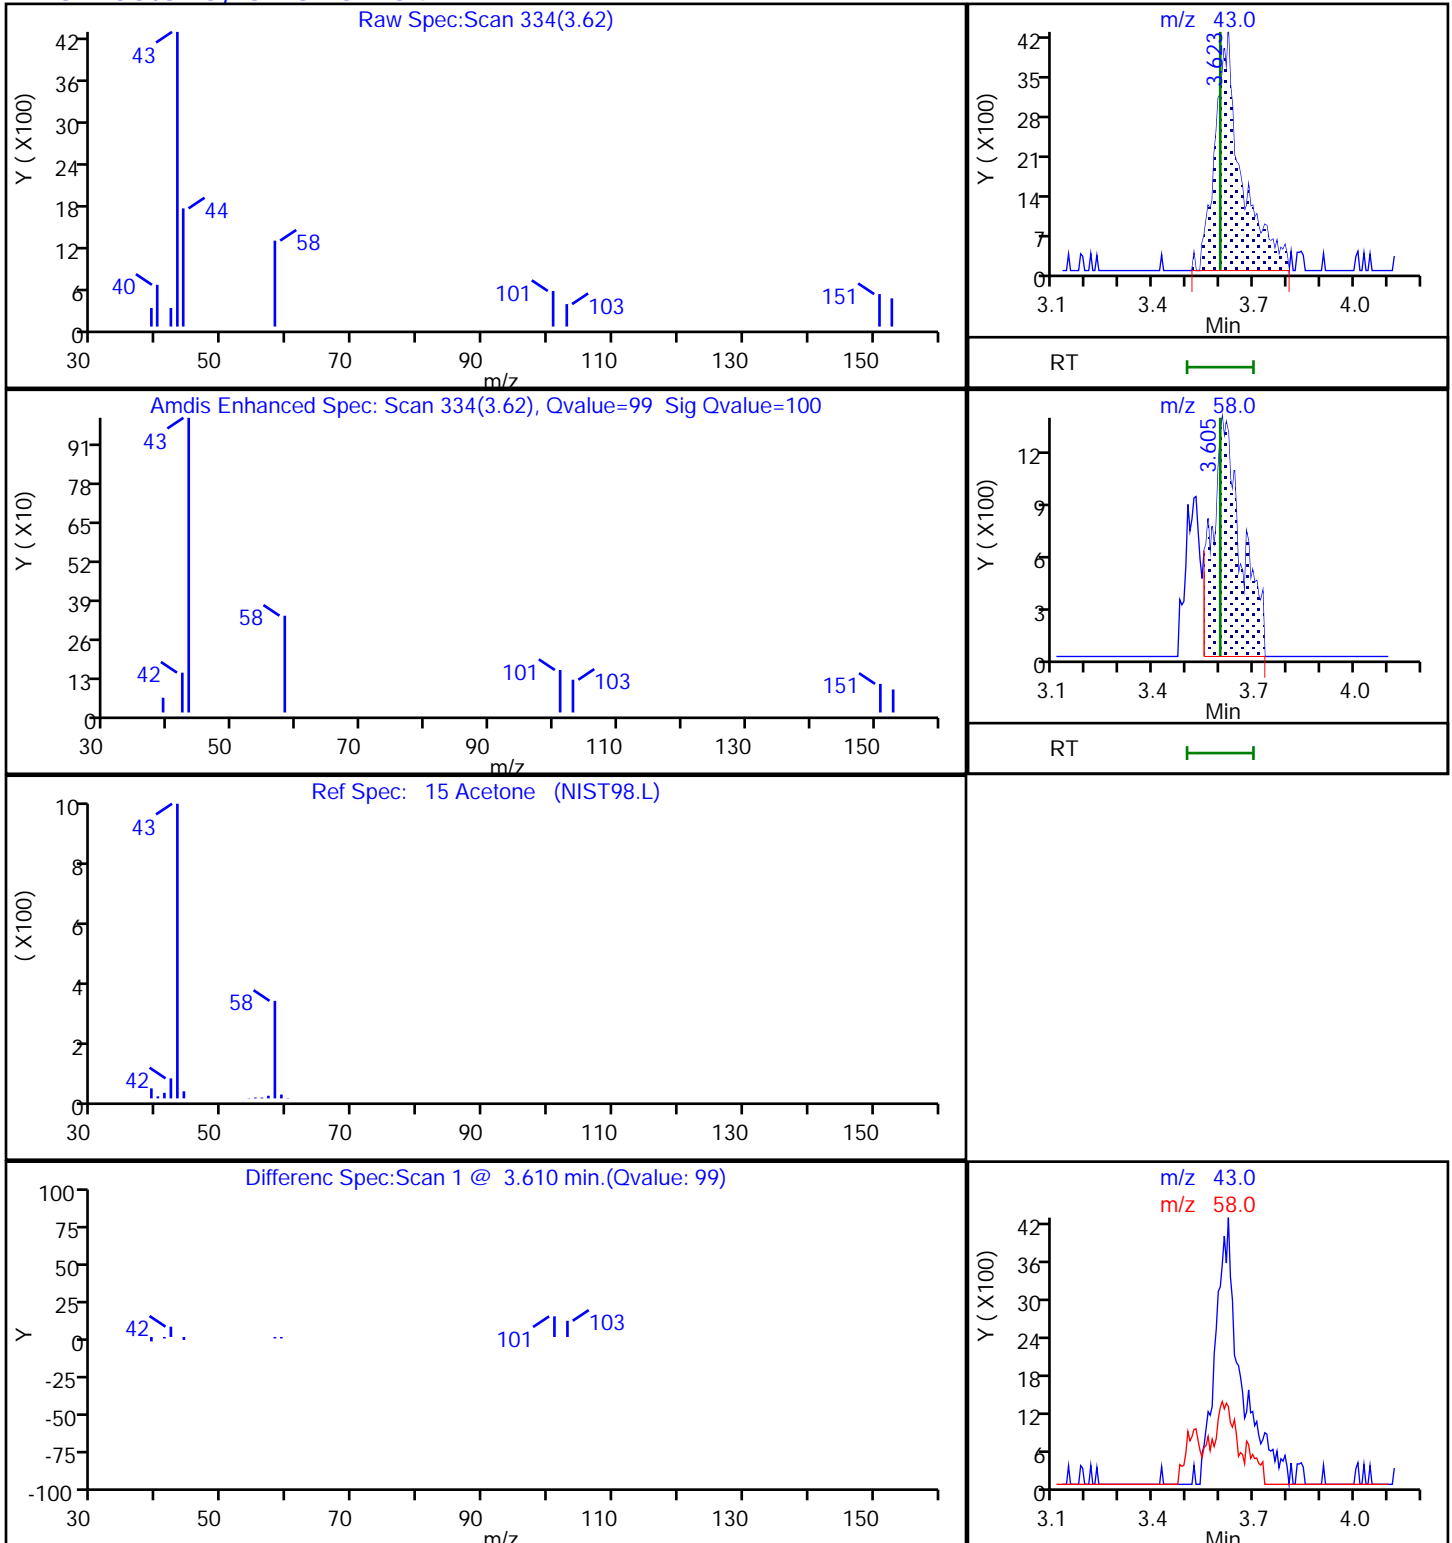 Raw Spec:Scan 334(3.62)
Y ( X100)
42
36
30
24
18
12
6
0
43
44
58
40
101
103
151
30 50 70 90 110 130 150
m/z
m/z 43.0
Y ( X100)
42
35
28
21
14
7
0
3.623
3.1 3.4 3.7 4.0
Min
RT
Amdis Enhanced Spec: Scan 334(3.62), Qvalue=99 Sig Qvalue=100
Y ( X10)
91
78
65
52
39
26
13
0
43
58
42
101
103
151
30 50 70 90 110 130 150
m/z
m/z 58.0
Y ( X100)
12
9
6
3
0
3.605
3.1 3.4 3.7 4.0
Min
RT
Ref Spec: 15 Acetone (NIST98.L)
( X100)
10
8
6
4
2
0
43
58
42
30 50 70 90 110 130 150
Differenc Spec:Scan 1 @ 3.610 min.(Qvalue: 99)
Y
100
75
50
25
0
-25
-50
-75
-100
42
101
103
30 50 70 90 110 130 150
m/z
m/z 43.0
m/z 58.0
Y ( X100)
42
36
30
24
18
12
6
0
3.1 3.4 3.7 4.0
Min